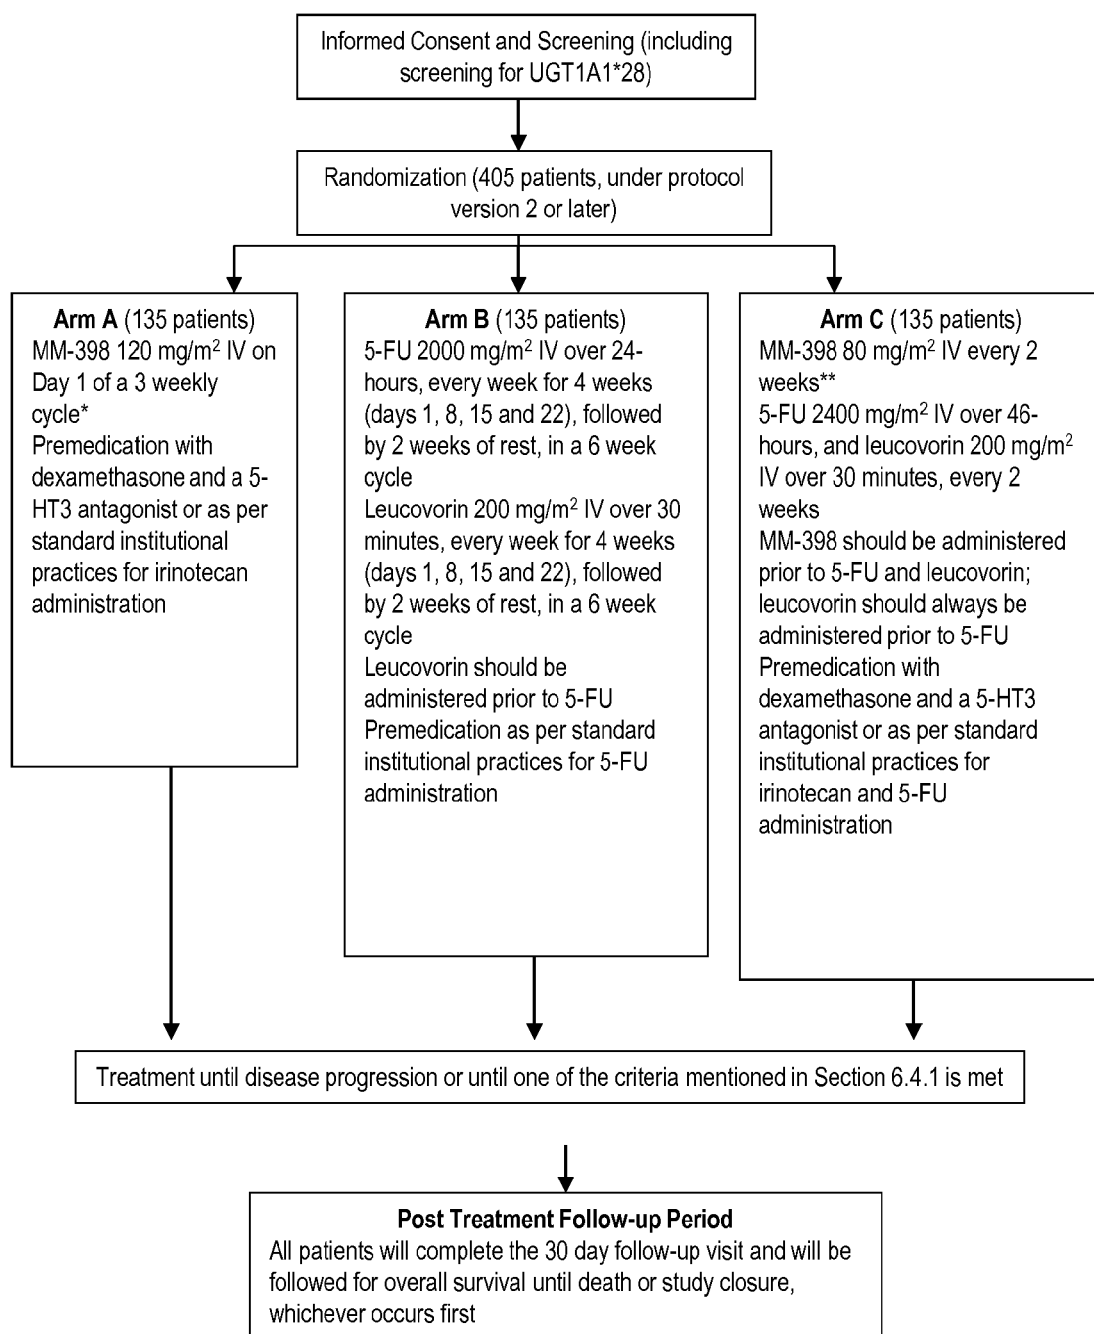 Informed Consent and Screening (including
screening for UGT1A1*28)
Randomization (405 patients, under protocol
version 2 or later)
Arm A (135 patients)
MM-398 120 mg/m² IV on
Day 1 of a 3 weekly
cycle*
Premedication with
dexamethasone and a 5-
HT3 antagonist or as per
standard institutional
practices for irinotecan
administration
Arm B (135 patients)
5-FU 2000 mg/m² IV over 24-
hours, every week for 4 weeks
(days 1, 8, 15 and 22), followed
by 2 weeks of rest, in a 6 week
cycle
Leucovorin 200 mg/m² IV over 30
minutes, every week for 4 weeks
(days 1, 8, 15 and 22), followed
by 2 weeks of rest, in a 6 week
cycle
Leucovorin should be
administered prior to 5-FU
Premedication as per standard
institutional practices for 5-FU
administration
Arm C (135 patients)
MM-398 80 mg/m² IV every 2
weeks**
5-FU 2400 mg/m² IV over 46-
hours, and leucovorin 200 mg/m²
IV over 30 minutes, every 2
weeks
MM-398 should be administered
prior to 5-FU and leucovorin;
leucovorin should always be
administered prior to 5-FU
Premedication with
dexamethasone and a 5-HT3
antagonist or as per standard
institutional practices for
irinotecan and 5-FU
administration
Treatment until disease progression or until one of the criteria mentioned in Section 6.4.1 is met
Post Treatment Follow-up Period
All patients will complete the 30 day follow-up visit and will be
followed for overall survival until death or study closure,
whichever occurs first